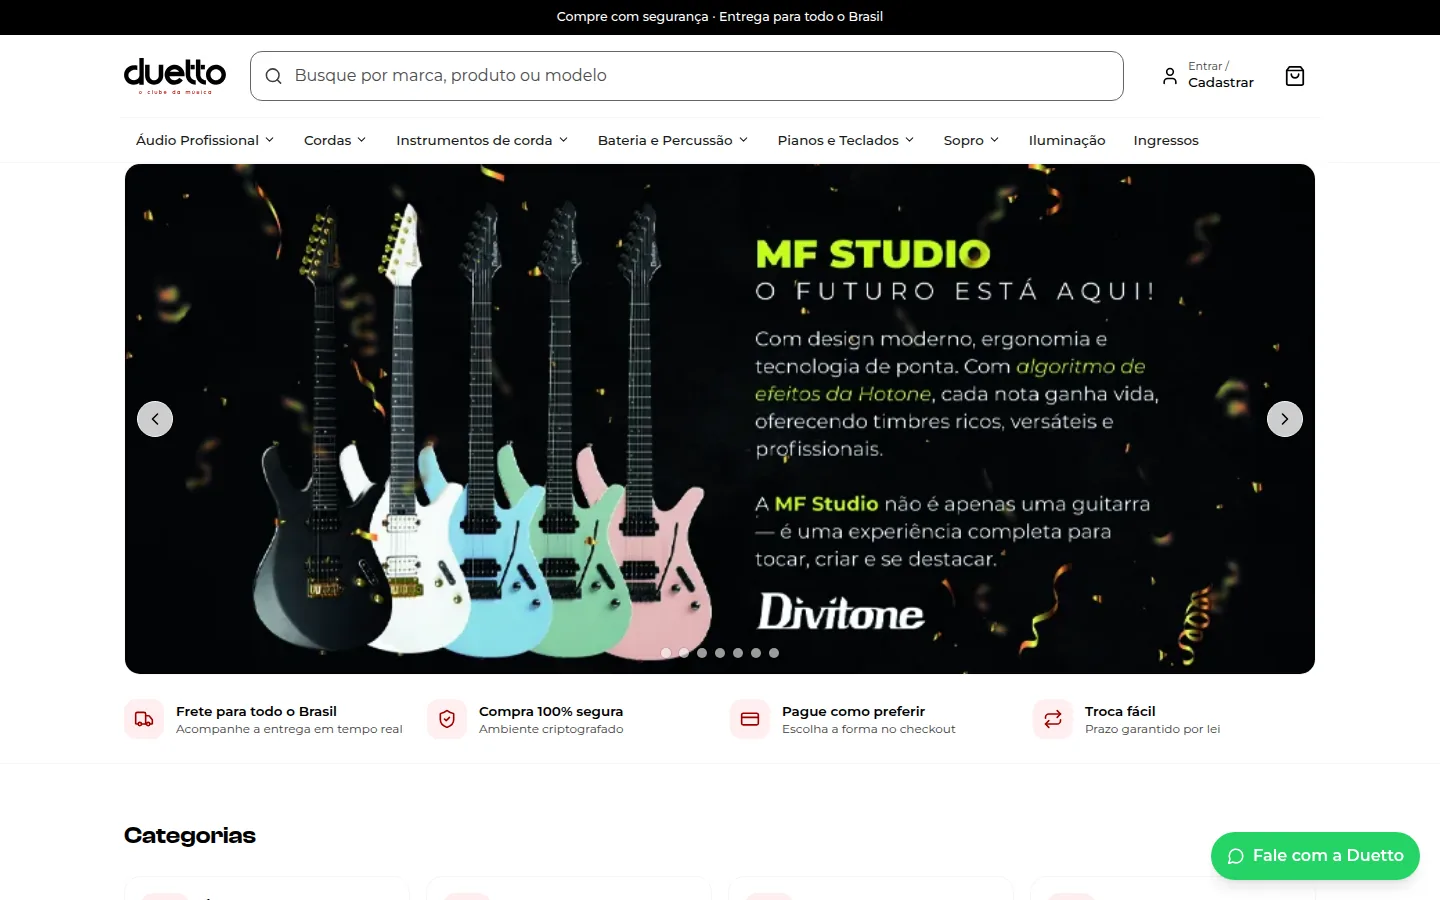 Compre com segurança · Entrega para todo o Brasil
duetto
o clube da musica
Busque por marca, produto ou modelo
Entrar /
Cadastrar
Áudio Profissional
Cordas
Instrumentos de corda
Bateria e Percussão
Pianos e Teclados
Sopro
Iluminação
Ingressos
MF STUDIO
O FUTURO ESTÁ AQUI!
Com design moderno, ergonomia e
tecnologia de ponta. Com algoritmo de
efeitos da Hotone, cada nota ganha vida,
oferecendo timbres ricos, versáteis e
profissionais.
A MF Studio não é apenas uma guitarra
— é uma experiência completa para
tocar, criar e se destacar.
Divitone
Frete para todo o Brasil
Acompanhe a entrega em tempo real
Compra 100% segura
Ambiente criptografado
Pague como preferir
Escolha a forma no checkout
Troca fácil
Prazo garantido por lei
Categorias
Fale com a Duetto